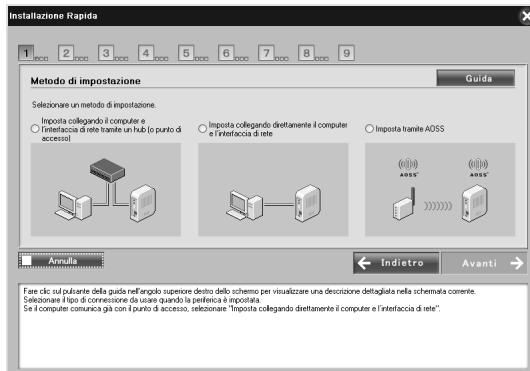 Installazione Rapida
1 2 3 4 5 6 7 8 9
Metodo di impostazione
Guida
Selezionare un metodo di impostazione.
Imposta collegando il computer e
l'interfaccia di rete tramite un hub (o punto di
accesso)
Imposta collegando direttamente il computer
e l'interfaccia di rete
Imposta tramite AOSS
AOSS
AOSS
Annulla
Indietro
Avanti
Fare clic sul pulsante della guida nell'angolo superiore destro dello schermo per visualizzare una descrizione dettagliata nella schermata corrente.
Selezionare il tipo di connessione da usare quando la periferica è impostata.
Se il computer comunica già con il punto di accesso, selezionare "Imposta collegando direttamente il computer e l'interfaccia di rete".